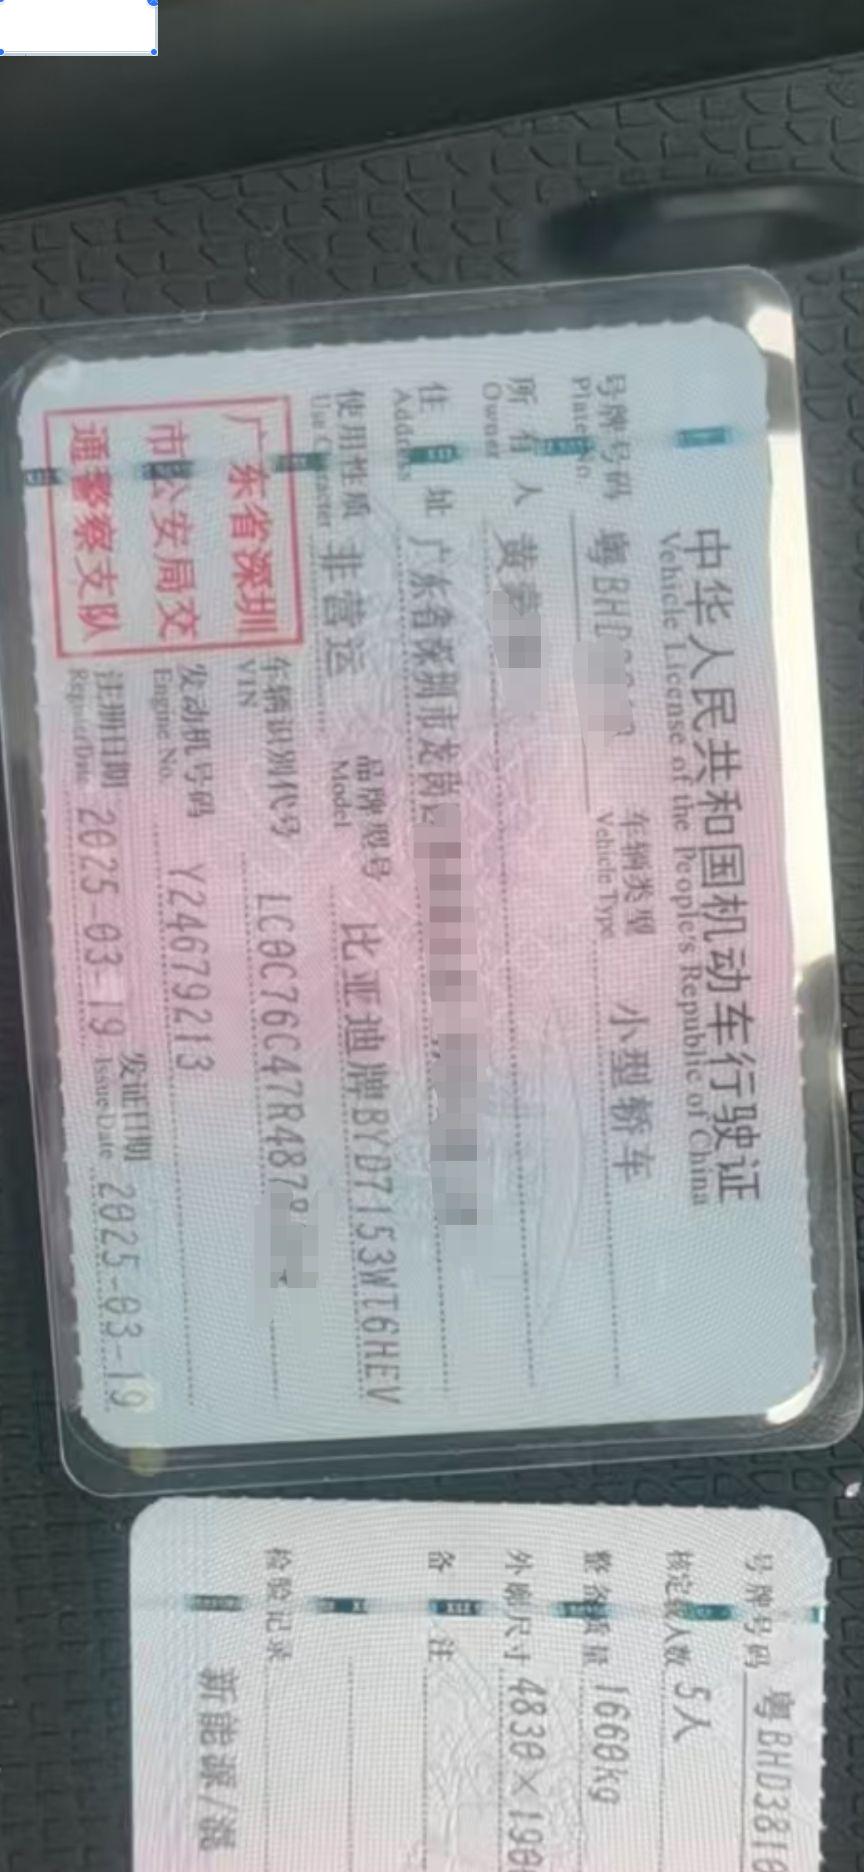 中华人民共和国机动车行驶证
Vehicle License of the People's Republic of China
号牌号码 粤BHD 车辆类型 小型轿车
Plate No. Vehicle Type
所有人 黄
Owner
住址 广东省深圳市龙岗
Address
使用性质 非营运 品牌型号 比亚迪牌BYD7153WT6HEV
Use Character Model
广东省深圳
市公安局交
通警察支队
车辆识别代号 LC0C76C47R4878
VIN
发动机号码 Y24679213
Engine No.
注册日期 2025-03-19 发证日期 2025-03-19
Register Date Issue Date
号牌号码 粤BHD381
核定载人数 5人
整备质量 1660kg
外廓尺寸 4830×190
备注
检验记录
新能源/混